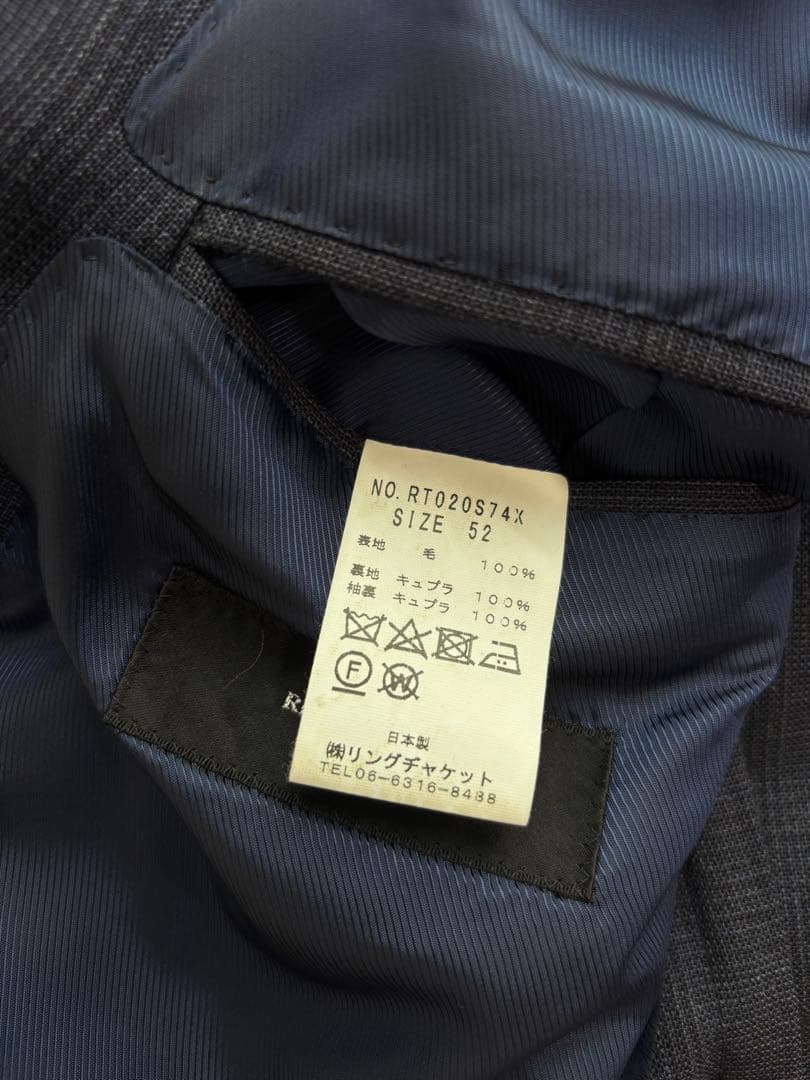 NO. RT020S74X
SIZE 52
表地 毛 100%
裏地 キュプラ 100%
袖裏 キュプラ 100%
F W
日本製
㈱リングヂャケット
TEL06-6316-8438
R